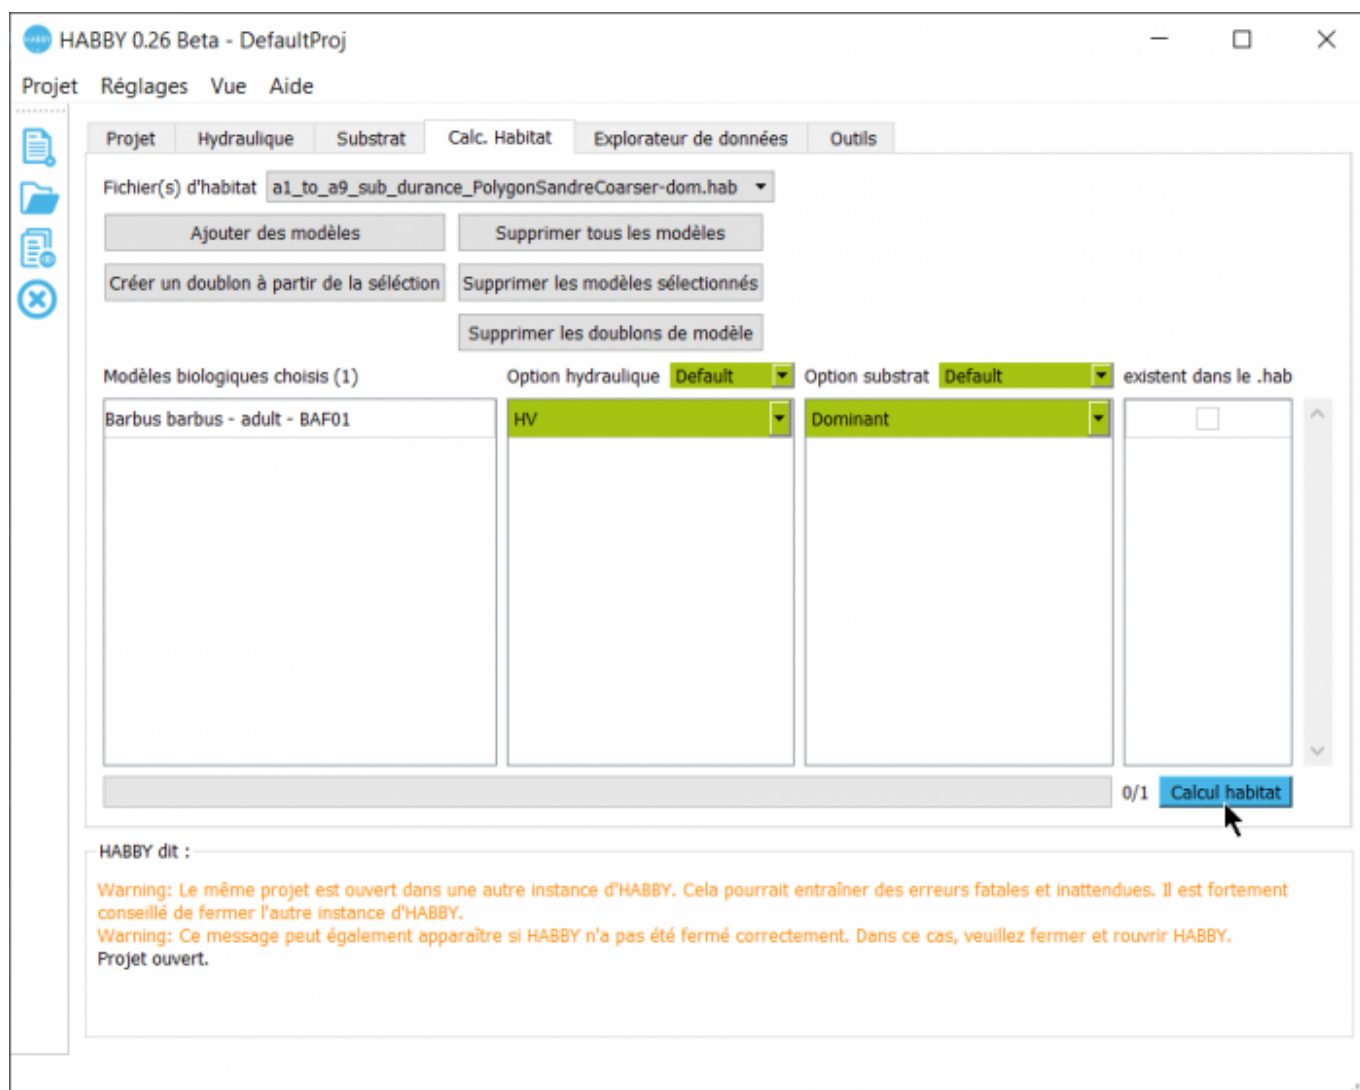 HABBY 0.26 Beta - DefaultProj
Projet Réglages Vue Aide
Projet Hydraulique Substrat Calc. Habitat Explorateur de données Outils
Fichier(s) d'habitat a1_to_a9_sub_durance_PolygonSandreCoarser-dom.hab
Ajouter des modèles Supprimer tous les modèles
Créer un doublon à partir de la séléction Supprimer les modèles sélectionnés
Supprimer les doublons de modèle
Modèles biologiques choisis (1) Option hydraulique Default Option substrat Default existent dans le .hab
Barbus barbus - adult - BAF01 HV Dominant
0/1 Calcul habitat
HABBY dit :
Warning: Le même projet est ouvert dans une autre instance d'HABBY. Cela pourrait entraîner des erreurs fatales et inattendues. Il est fortement
conseillé de fermer l'autre instance d'HABBY.
Warning: Ce message peut également apparaître si HABBY n'a pas été fermé correctement. Dans ce cas, veuillez fermer et rouvrir HABBY.
Projet ouvert.